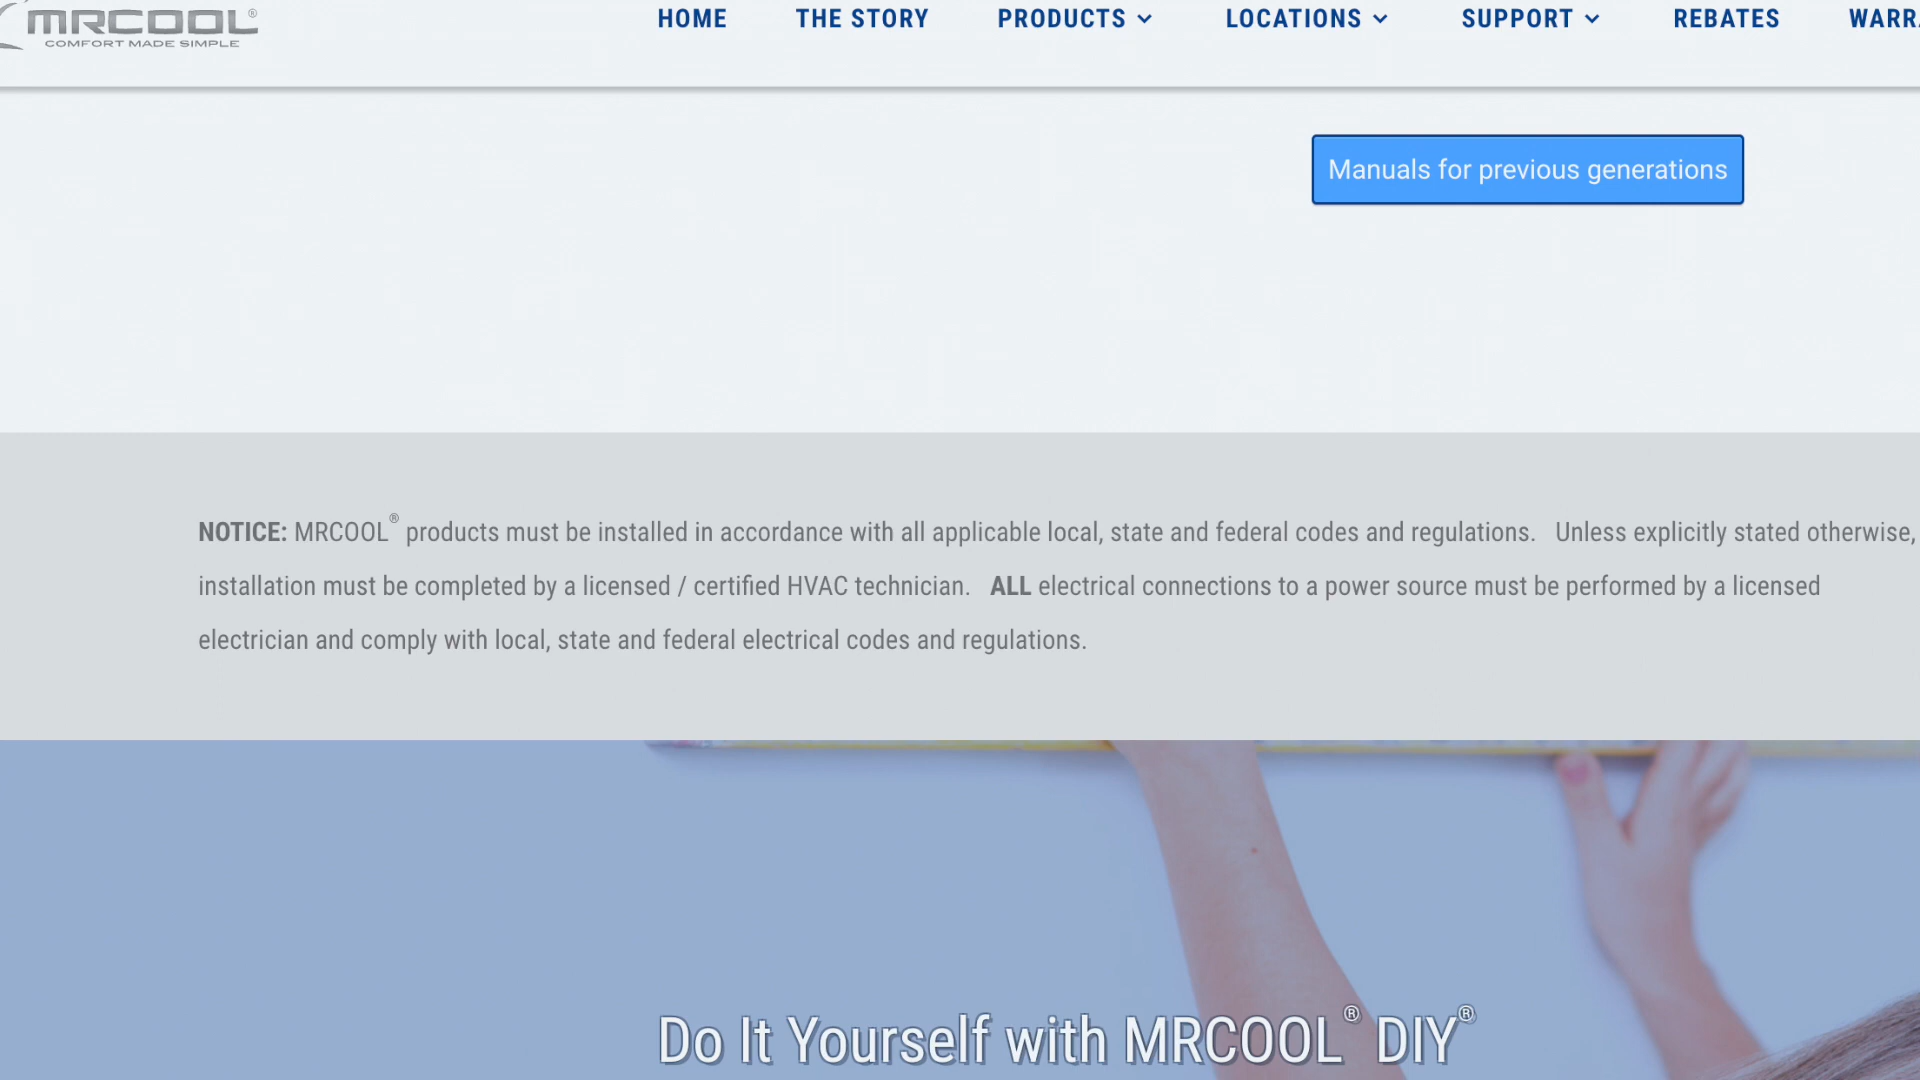 MRCOOL®
COMFORT MADE SIMPLE
HOME THE STORY PRODUCTS LOCATIONS SUPPORT REBATES
Manuals for previous generations
NOTICE: MRCOOL® products must be installed in accordance with all applicable local, state and federal codes and regulations. Unless explicitly stated otherwise,
installation must be completed by a licensed / certified HVAC technician. ALL electrical connections to a power source must be performed by a licensed
electrician and comply with local, state and federal electrical codes and regulations.
Do It Yourself with MRCOOL® DIY®